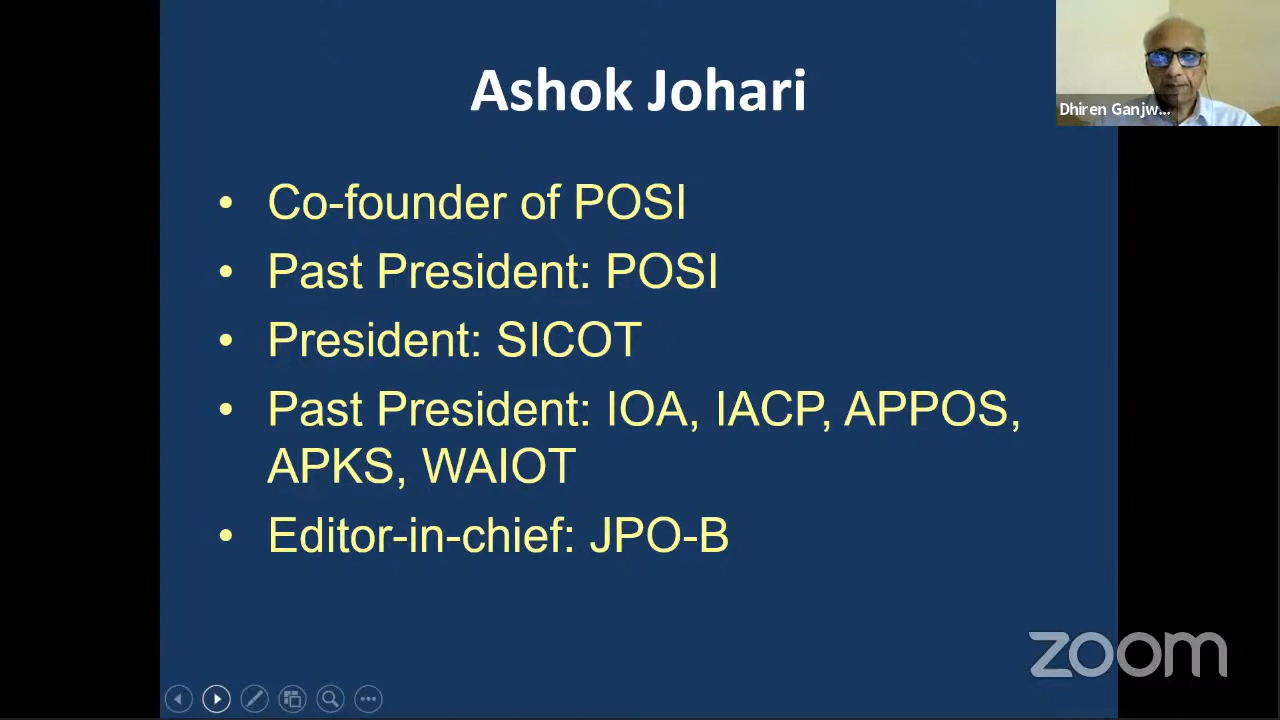 Ashok Johari
Dhiren Ganjw...
• Co-founder of POSI
• Past President: POSI
• President: SICOT
• Past President: IOA, IACP, APPOS,
APKS, WAIOT
• Editor-in-chief: JPO-B
zoom